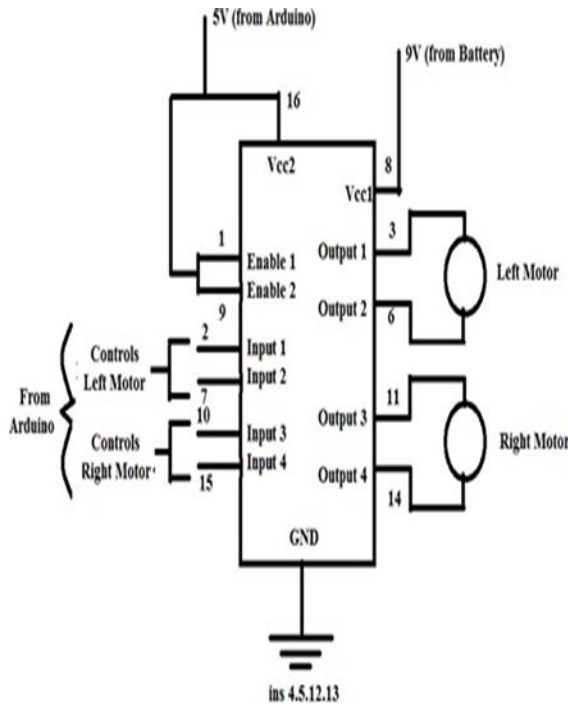 5V (from Arduino)
9V (from Battery)
16
Vcc2
8
Vcc1
1
Enable 1
Output 1
3
Left Motor
Enable 2
9
Output 2
6
2
Input 1
Controls
Left Motor
Input 2
7
From
Arduino
10
Input 3
Output 3
11
Controls
Right Motor
Input 4
15
Output 4
14
Right Motor
GND
ins 4.5.12.13